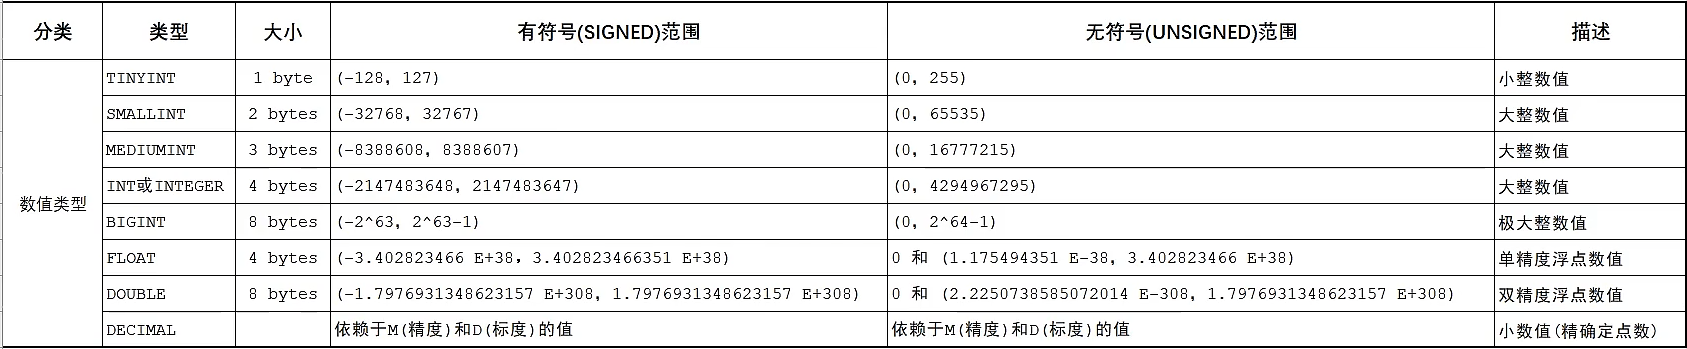 分类 类型 大小 有符号(SIGNED)范围 无符号(UNSIGNED)范围 描述
数值类型
TINYINT 1 byte (-128, 127) (0, 255) 小整数值
SMALLINT 2 bytes (-32768, 32767) (0, 65535) 大整数值
MEDIUMINT 3 bytes (-8388608, 8388607) (0, 16777215) 大整数值
INT或INTEGER 4 bytes (-2147483648, 2147483647) (0, 4294967295) 大整数值
BIGINT 8 bytes (-2^63, 2^63-1) (0, 2^64-1) 极大整数值
FLOAT 4 bytes (-3.402823466 E+38, 3.402823466351 E+38) 0 和 (1.175494351 E-38, 3.402823466 E+38) 单精度浮点数值
DOUBLE 8 bytes (-1.7976931348623157 E+308, 1.7976931348623157 E+308) 0 和 (2.2250738585072014 E-308, 1.7976931348623157 E+308) 双精度浮点数值
DECIMAL 依赖于M(精度)和D(标度)的值 依赖于M(精度)和D(标度)的值 小数值(精确定点数)